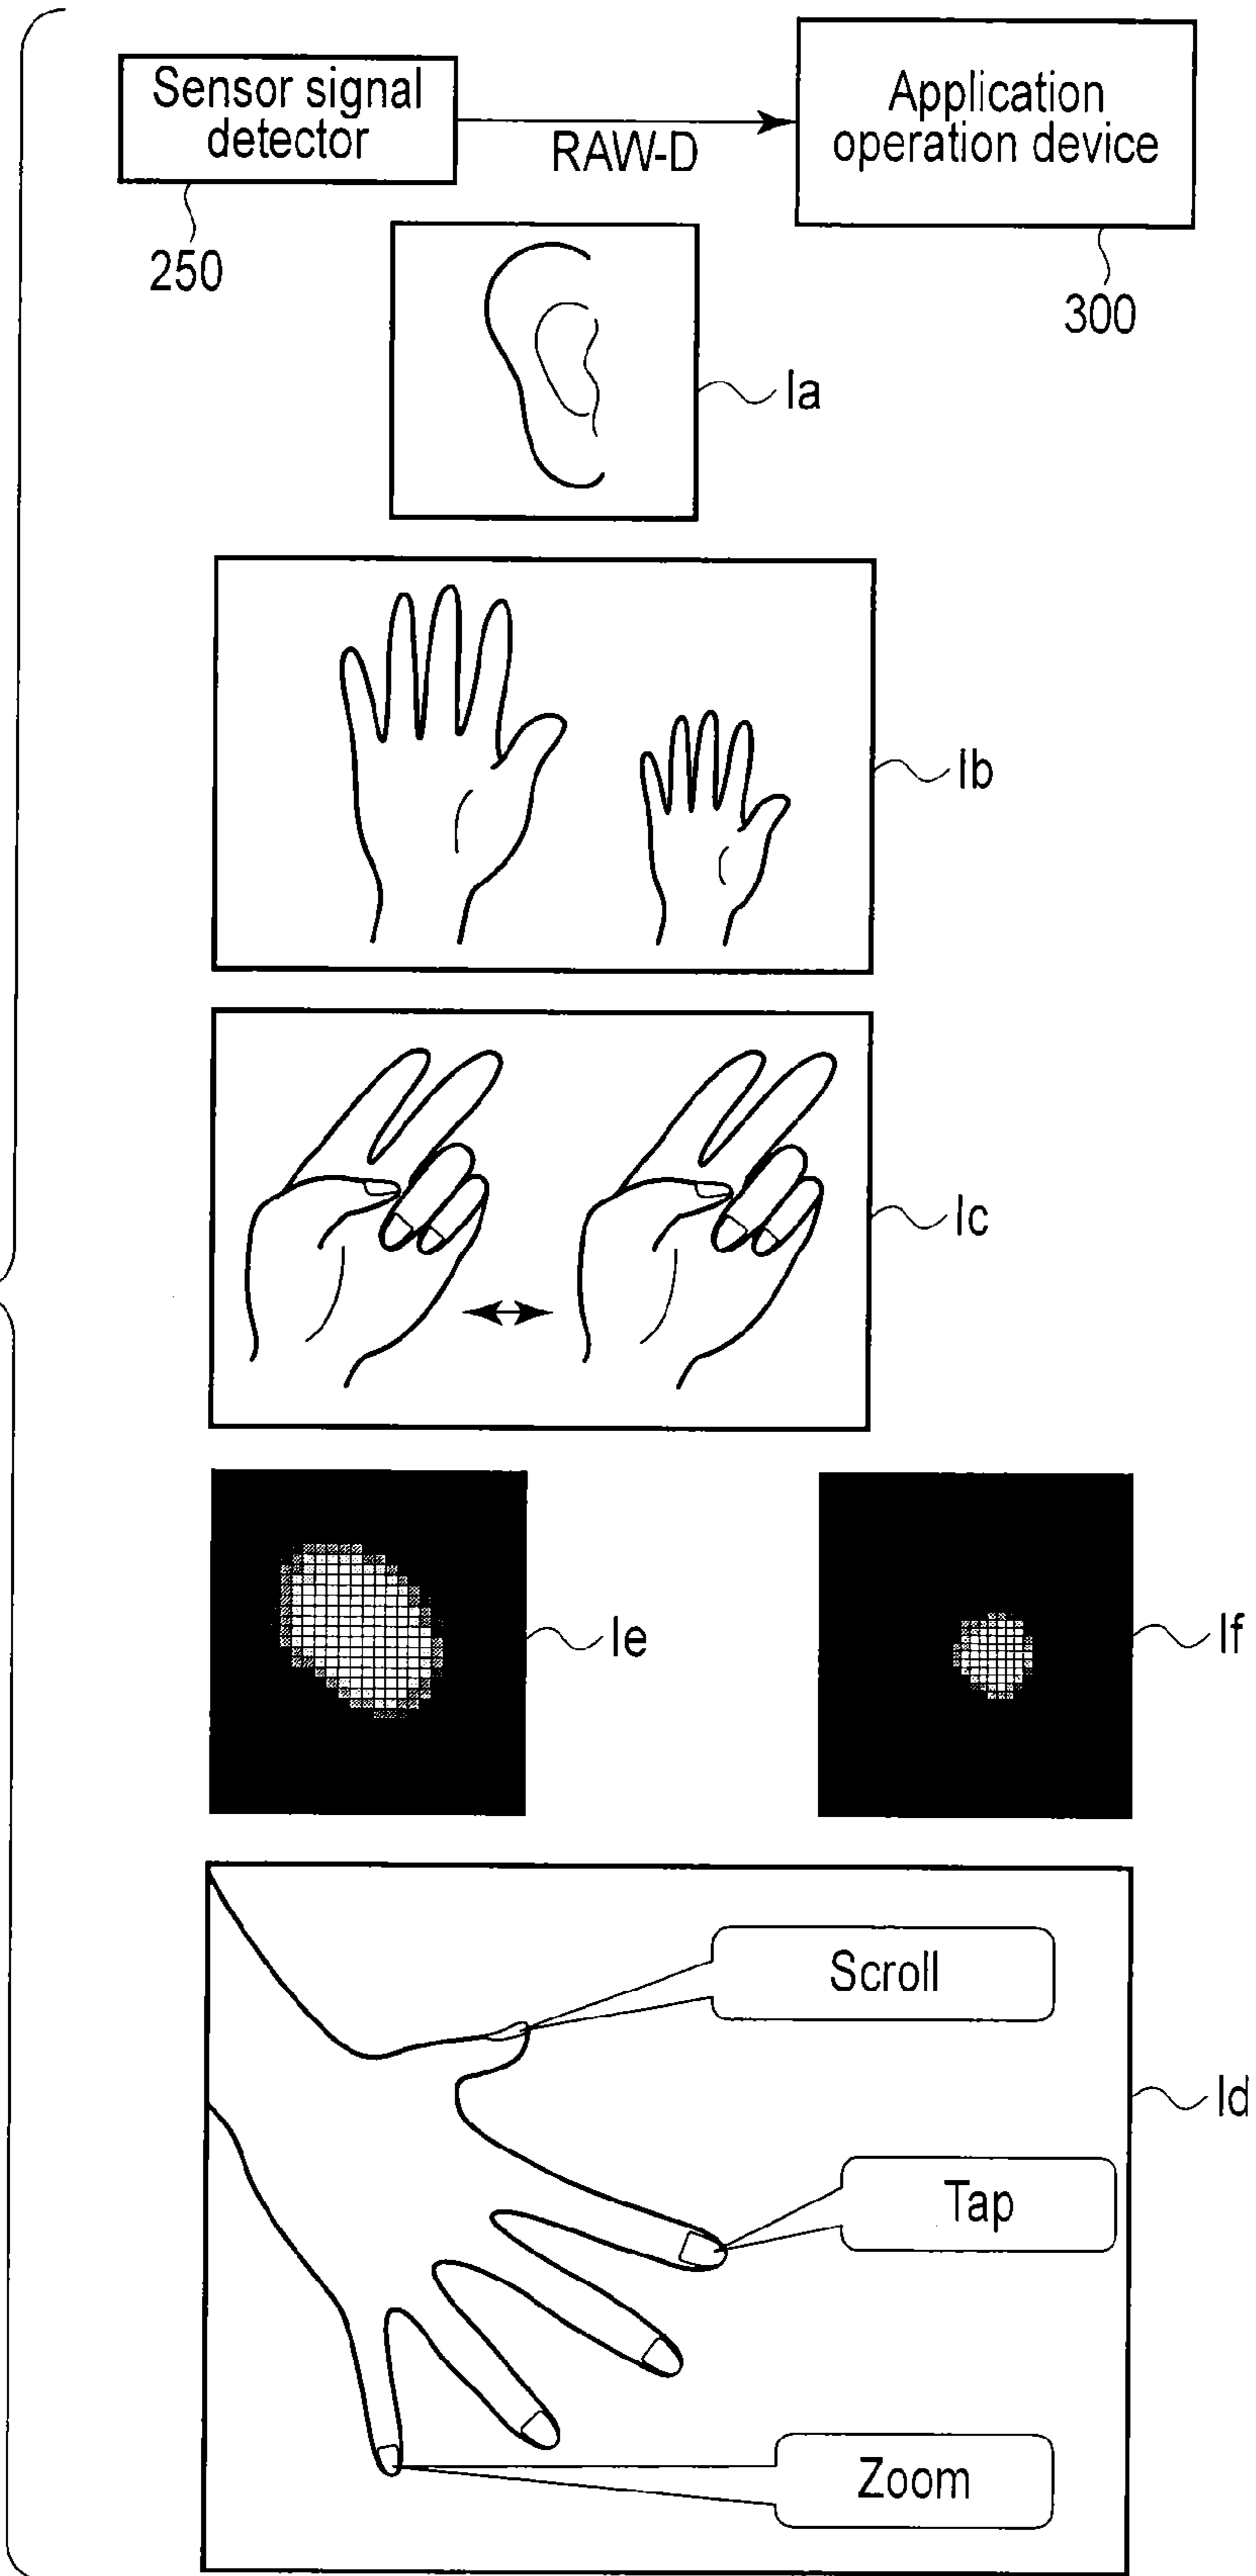 Sensor signal
detector
RAW-D
Application
operation device
250
300
Ia
Ib
Ic
Ie
If
Scroll
Id
Tap
Zoom